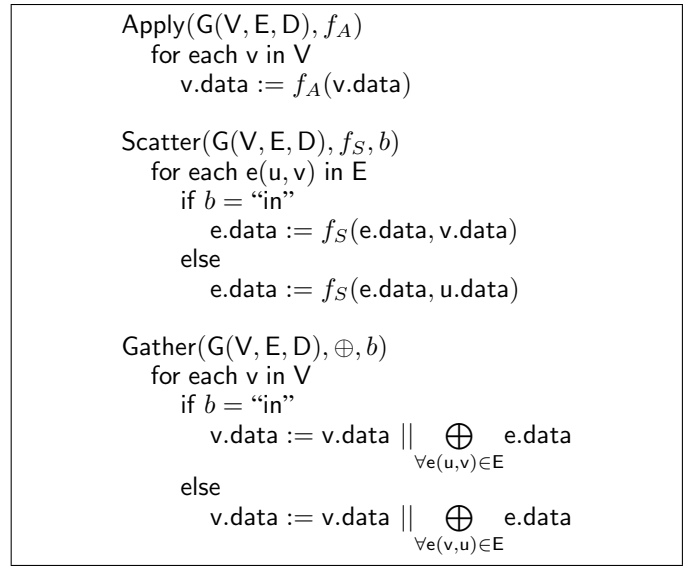 Apply(G(V, E, D), f_A)
for each v in V
v.data := f_A(v.data)
Scatter(G(V, E, D), f_S, b)
for each e(u, v) in E
if b = “in”
e.data := f_S(e.data, v.data)
else
e.data := f_S(e.data, u.data)
Gather(G(V, E, D), ⊕, b)
for each v in V
if b = “in”
v.data := v.data || ⊕ e.data
∀e(u,v)∈E
else
v.data := v.data || ⊕ e.data
∀e(v,u)∈E